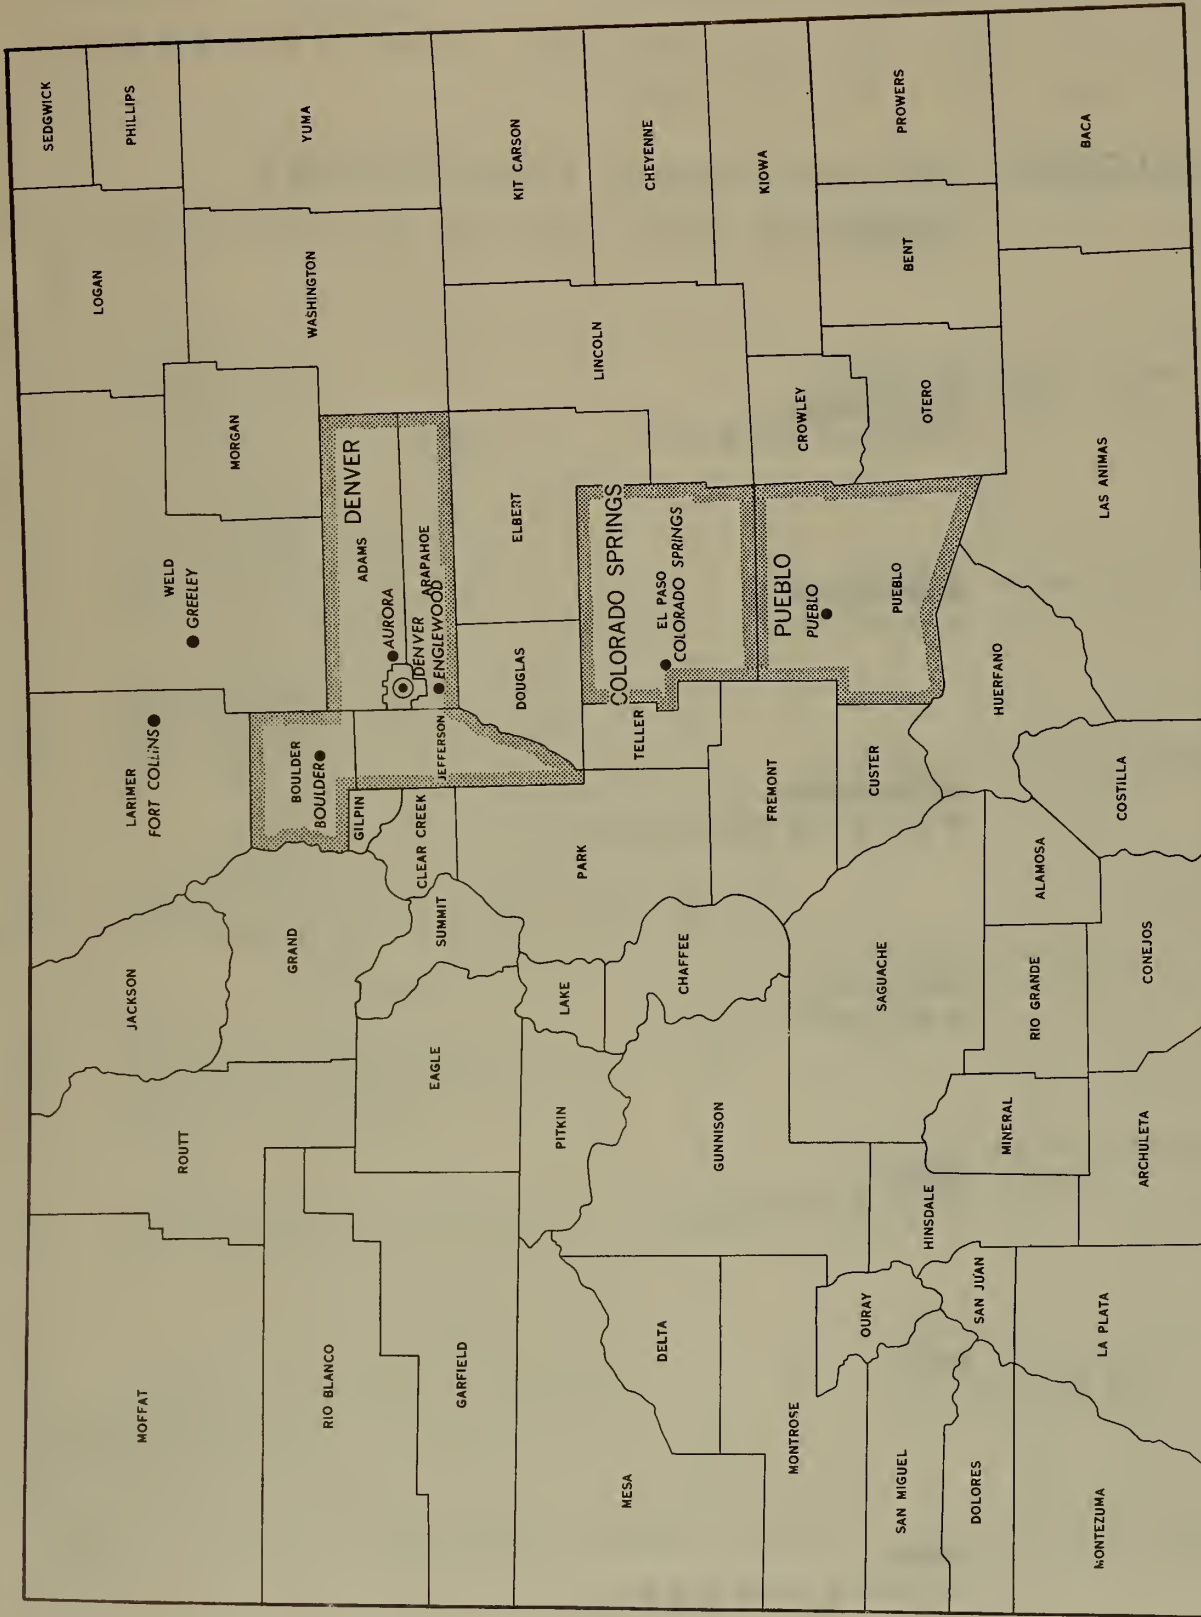 MOFFAT
ROUTT
JACKSON
LARIMER
FORT COLLINS
WELD
GREELEY
LOGAN
SEDGWICK
PHILLIPS
MORGAN
WASHINGTON
YUMA
RIO BLANCO
GRAND
BOULDER
BOULDER
GILPIN
CLEAR CREEK
JEFFERSON
ADAMS
DENVER
AURORA
DENVER
ARAPAHOE
ENGLEWOOD
GARFIELD
EAGLE
SUMMIT
PITKIN
LAKE
PARK
DOUGLAS
ELBERT
LINCOLN
KIT CARSON
CHEYENNE
MESA
DELTA
GUNNISON
CHAFFEE
TELLER
COLORADO SPRINGS
EL PASO
COLORADO SPRINGS
KIOWA
MONTROSE
OURAY
FREMONT
PUEBLO
PUEBLO
PUEBLO
CROWLEY
OTERO
BENT
PROWERS
SAN MIGUEL
HINSDALE
SAGUACHE
CUSTER
HUERFANO
DOLORES
SAN JUAN
MINERAL
RIO GRANDE
ALAMOSA
COSTILLA
LAS ANIMAS
BACA
MONTEZUMA
LA PLATA
ARCHULETA
CONEJOS